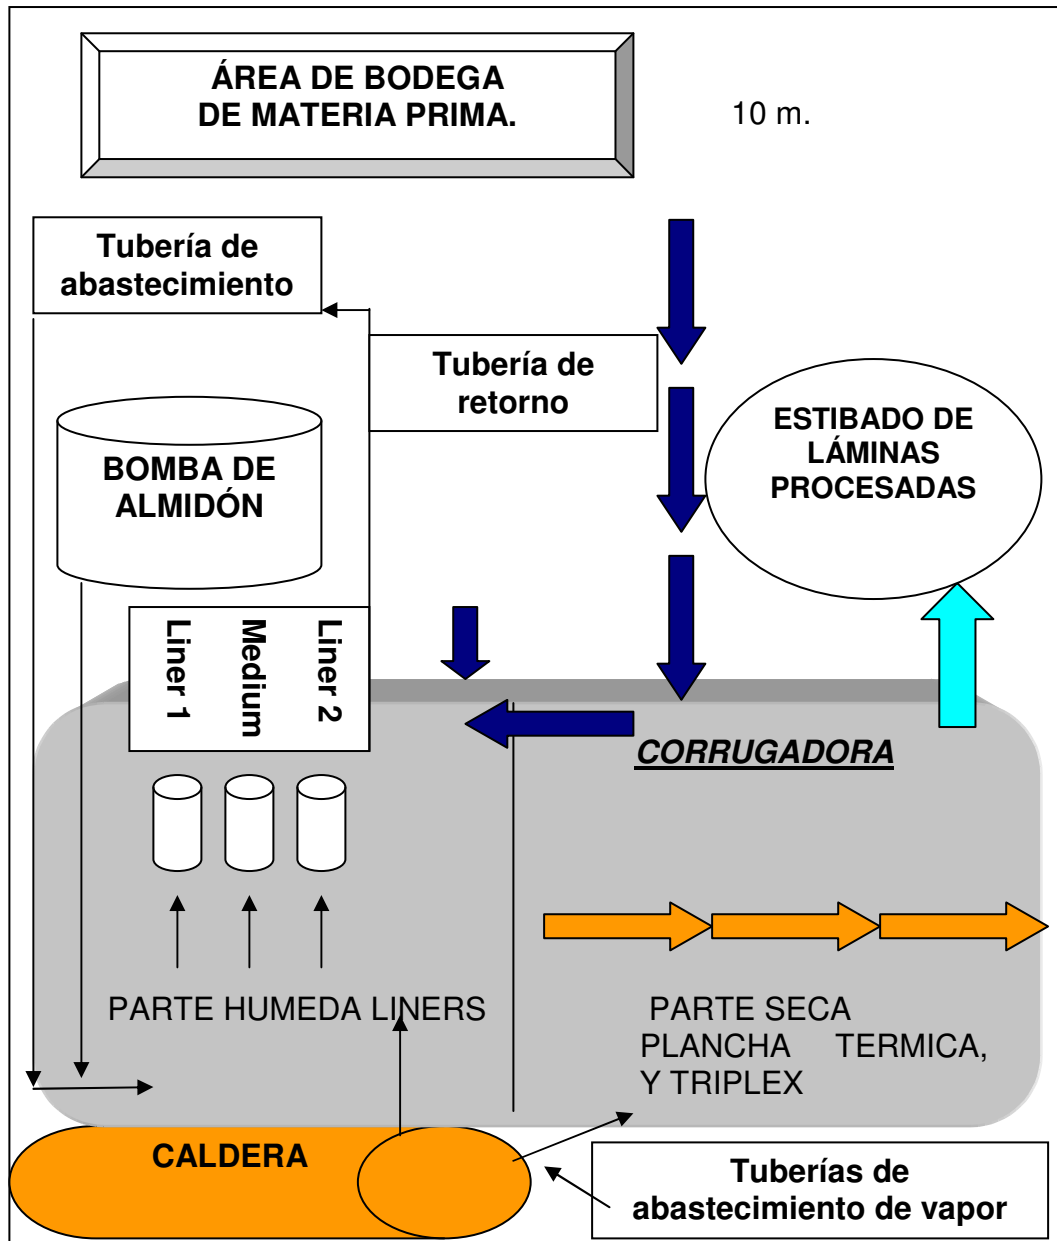 ÁREA DE BODEGA
DE MATERIA PRIMA.
10 m.
Tubería de
abastecimiento
Tubería de
retorno
ESTIBADO DE
LÁMINAS
PROCESADAS
BOMBA DE
ALMIDÓN
Liner 1
Medium
Liner 2
CORRUGADORA
PARTE HUMEDA LINERS
PARTE SECA
PLANCHA TERMICA,
Y TRIPLEX
CALDERA
Tuberías de
abastecimiento de vapor